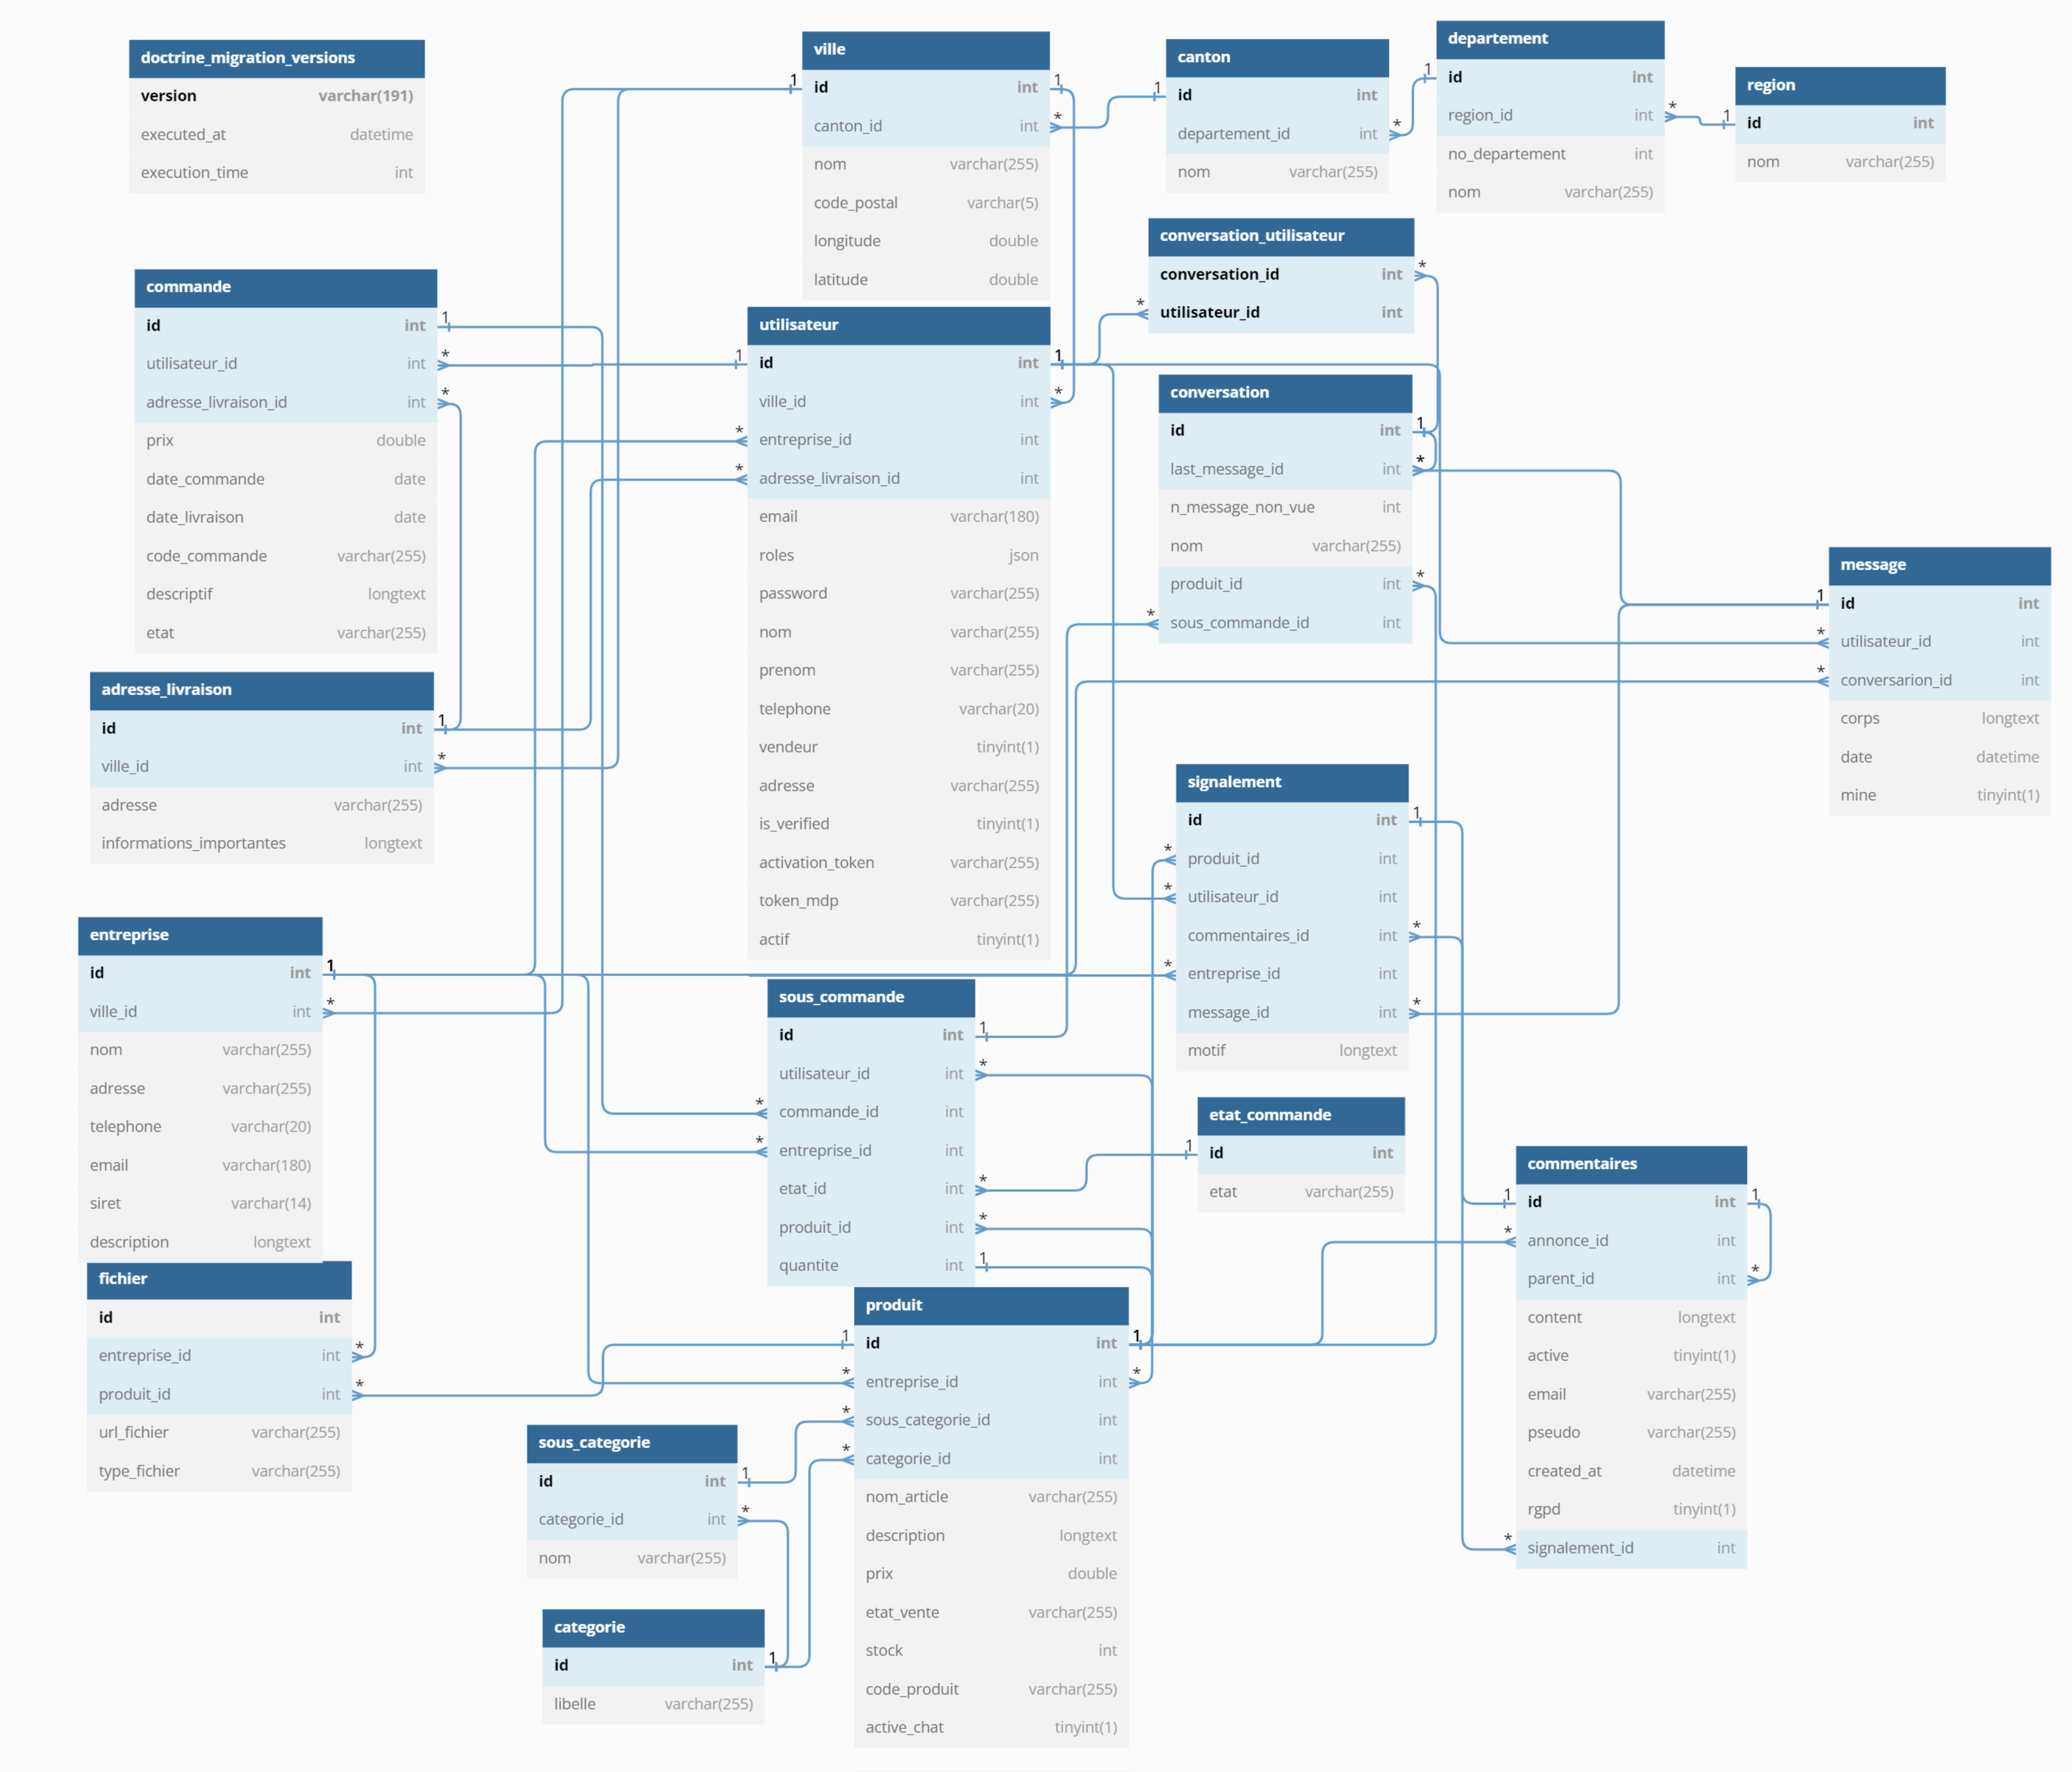 doctrine_migration_versions
version varchar(191)
executed_at datetime
execution_time int
ville
id int
canton_id int
nom varchar(255)
code_postal varchar(5)
longitude double
latitude double
canton
id int
departement_id int
nom varchar(255)
departement
id int
region_id int
no_departement int
nom varchar(255)
region
id int
nom varchar(255)
conversation_utilisateur
conversation_id int
utilisateur_id int
commande
id int
utilisateur_id int
adresse_livraison_id int
prix double
date_commande date
date_livraison date
code_commande varchar(255)
descriptif longtext
etat varchar(255)
utilisateur
id int
ville_id int
entreprise_id int
adresse_livraison_id int
email varchar(180)
roles json
password varchar(255)
nom varchar(255)
prenom varchar(255)
telephone varchar(20)
vendeur tinyint(1)
adresse varchar(255)
is_verified tinyint(1)
activation_token varchar(255)
token_mdp varchar(255)
actif tinyint(1)
conversation
id int
last_message_id int
n_message_non_vue int
nom varchar(255)
produit_id int
sous_commande_id int
message
id int
utilisateur_id int
conversarion_id int
corps longtext
date datetime
mine tinyint(1)
adresse_livraison
id int
ville_id int
adresse varchar(255)
informations_importantes longtext
signalement
id int
produit_id int
utilisateur_id int
commentaires_id int
entreprise_id int
message_id int
motif longtext
entreprise
id int
ville_id int
nom varchar(255)
adresse varchar(255)
telephone varchar(20)
email varchar(180)
siret varchar(14)
description longtext
sous_commande
id int
utilisateur_id int
commande_id int
entreprise_id int
etat_id int
produit_id int
quantite int
etat_commande
id int
etat varchar(255)
commentaires
id int
annonce_id int
parent_id int
content longtext
active tinyint(1)
email varchar(255)
pseudo varchar(255)
created_at datetime
rgpd tinyint(1)
signalement_id int
fichier
id int
entreprise_id int
produit_id int
url_fichier varchar(255)
type_fichier varchar(255)
produit
id int
entreprise_id int
sous_categorie_id int
categorie_id int
nom_article varchar(255)
description longtext
prix double
etat_vente varchar(255)
stock int
code_produit varchar(255)
active_chat tinyint(1)
sous_categorie
id int
categorie_id int
nom varchar(255)
categorie
id int
libelle varchar(255)